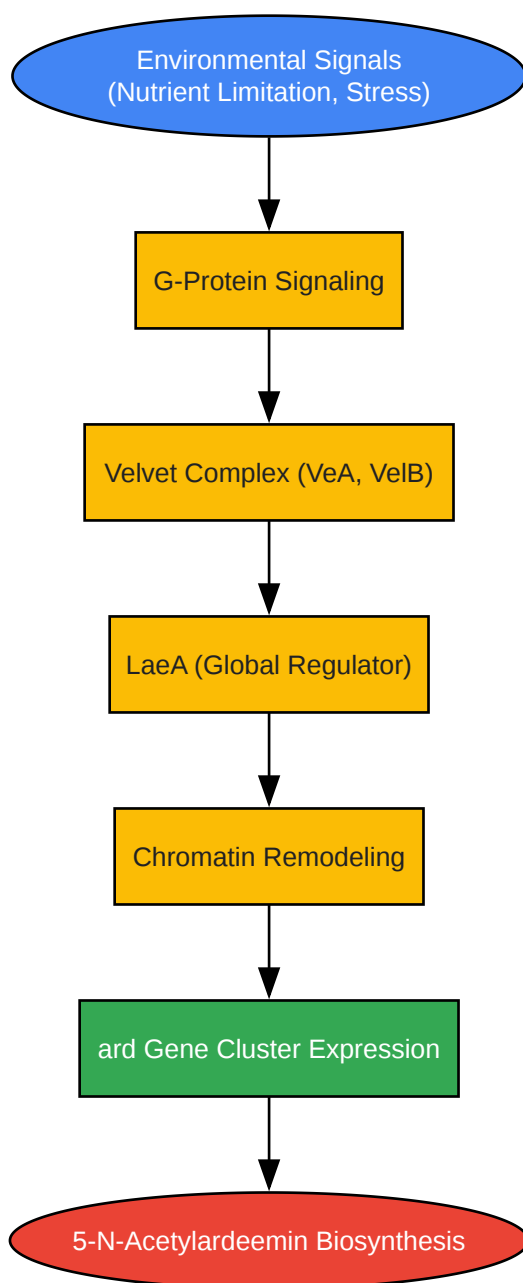 Environmental Signals
(Nutrient Limitation, Stress)
G-Protein Signaling
Velvet Complex (VeA, VelB)
LaeA (Global Regulator)
Chromatin Remodeling
ard Gene Cluster Expression
5-N-Acetylardeemin Biosynthesis